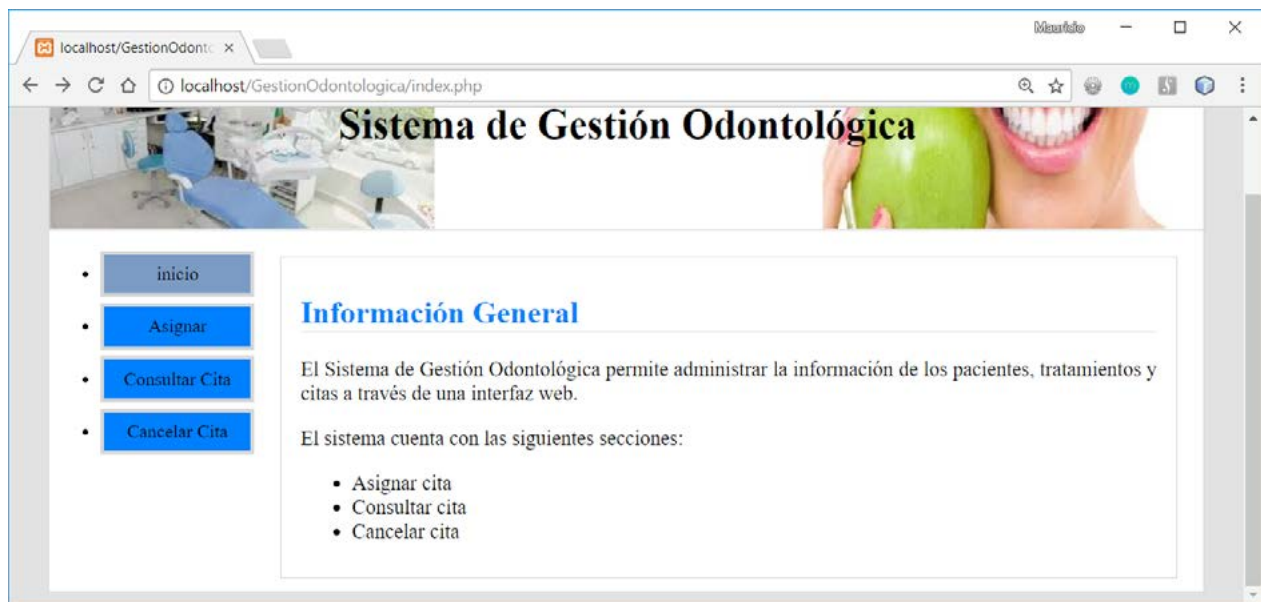 Mauricio
localhost/GestionOdonto
localhost/GestionOdontologica/index.php
Sistema de Gestión Odontológica
inicio
Asignar
Consultar Cita
Cancelar Cita
Información General
El Sistema de Gestión Odontológica permite administrar la información de los pacientes, tratamientos y
citas a través de una interfaz web.
El sistema cuenta con las siguientes secciones:
Asignar cita
Consultar cita
Cancelar cita